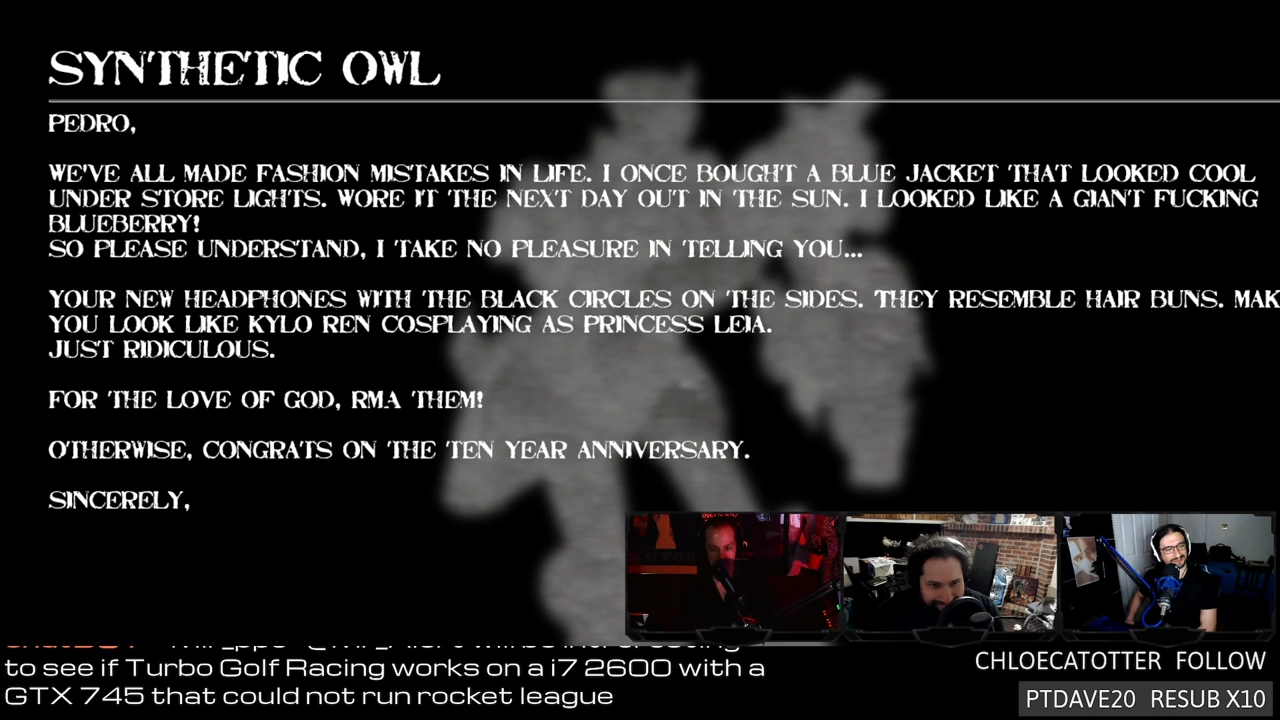 SYNTHETIC OWL
PEDRO,
WE'VE ALL MADE FASHION MISTAKES IN LIFE. I ONCE BOUGHT A BLUE JACKET THAT LOOKED COOL
UNDER STORE LIGHTS. WORE IT THE NEXT DAY OUT IN THE SUN. I LOOKED LIKE A GIANT FUCKING
BLUEBERRY!
SO PLEASE UNDERSTAND, I TAKE NO PLEASURE IN TELLING YOU...
YOUR NEW HEADPHONES WITH THE BLACK CIRCLES ON THE SIDES. THEY RESEMBLE HAIR BUNS. MAK
YOU LOOK LIKE KYLO REN COSPLAYING AS PRINCESS LEIA.
JUST RIDICULOUS.
FOR THE LOVE OF GOD, RMA THEM!
OTHERWISE, CONGRATS ON THE TEN YEAR ANNIVERSARY.
SINCERELY,
to see if Turbo Golf Racing works on a i7 2600 with a
GTX 745 that could not run rocket league
CHLOECATOTTER FOLLOW
PTDAVE20 RESUB X10